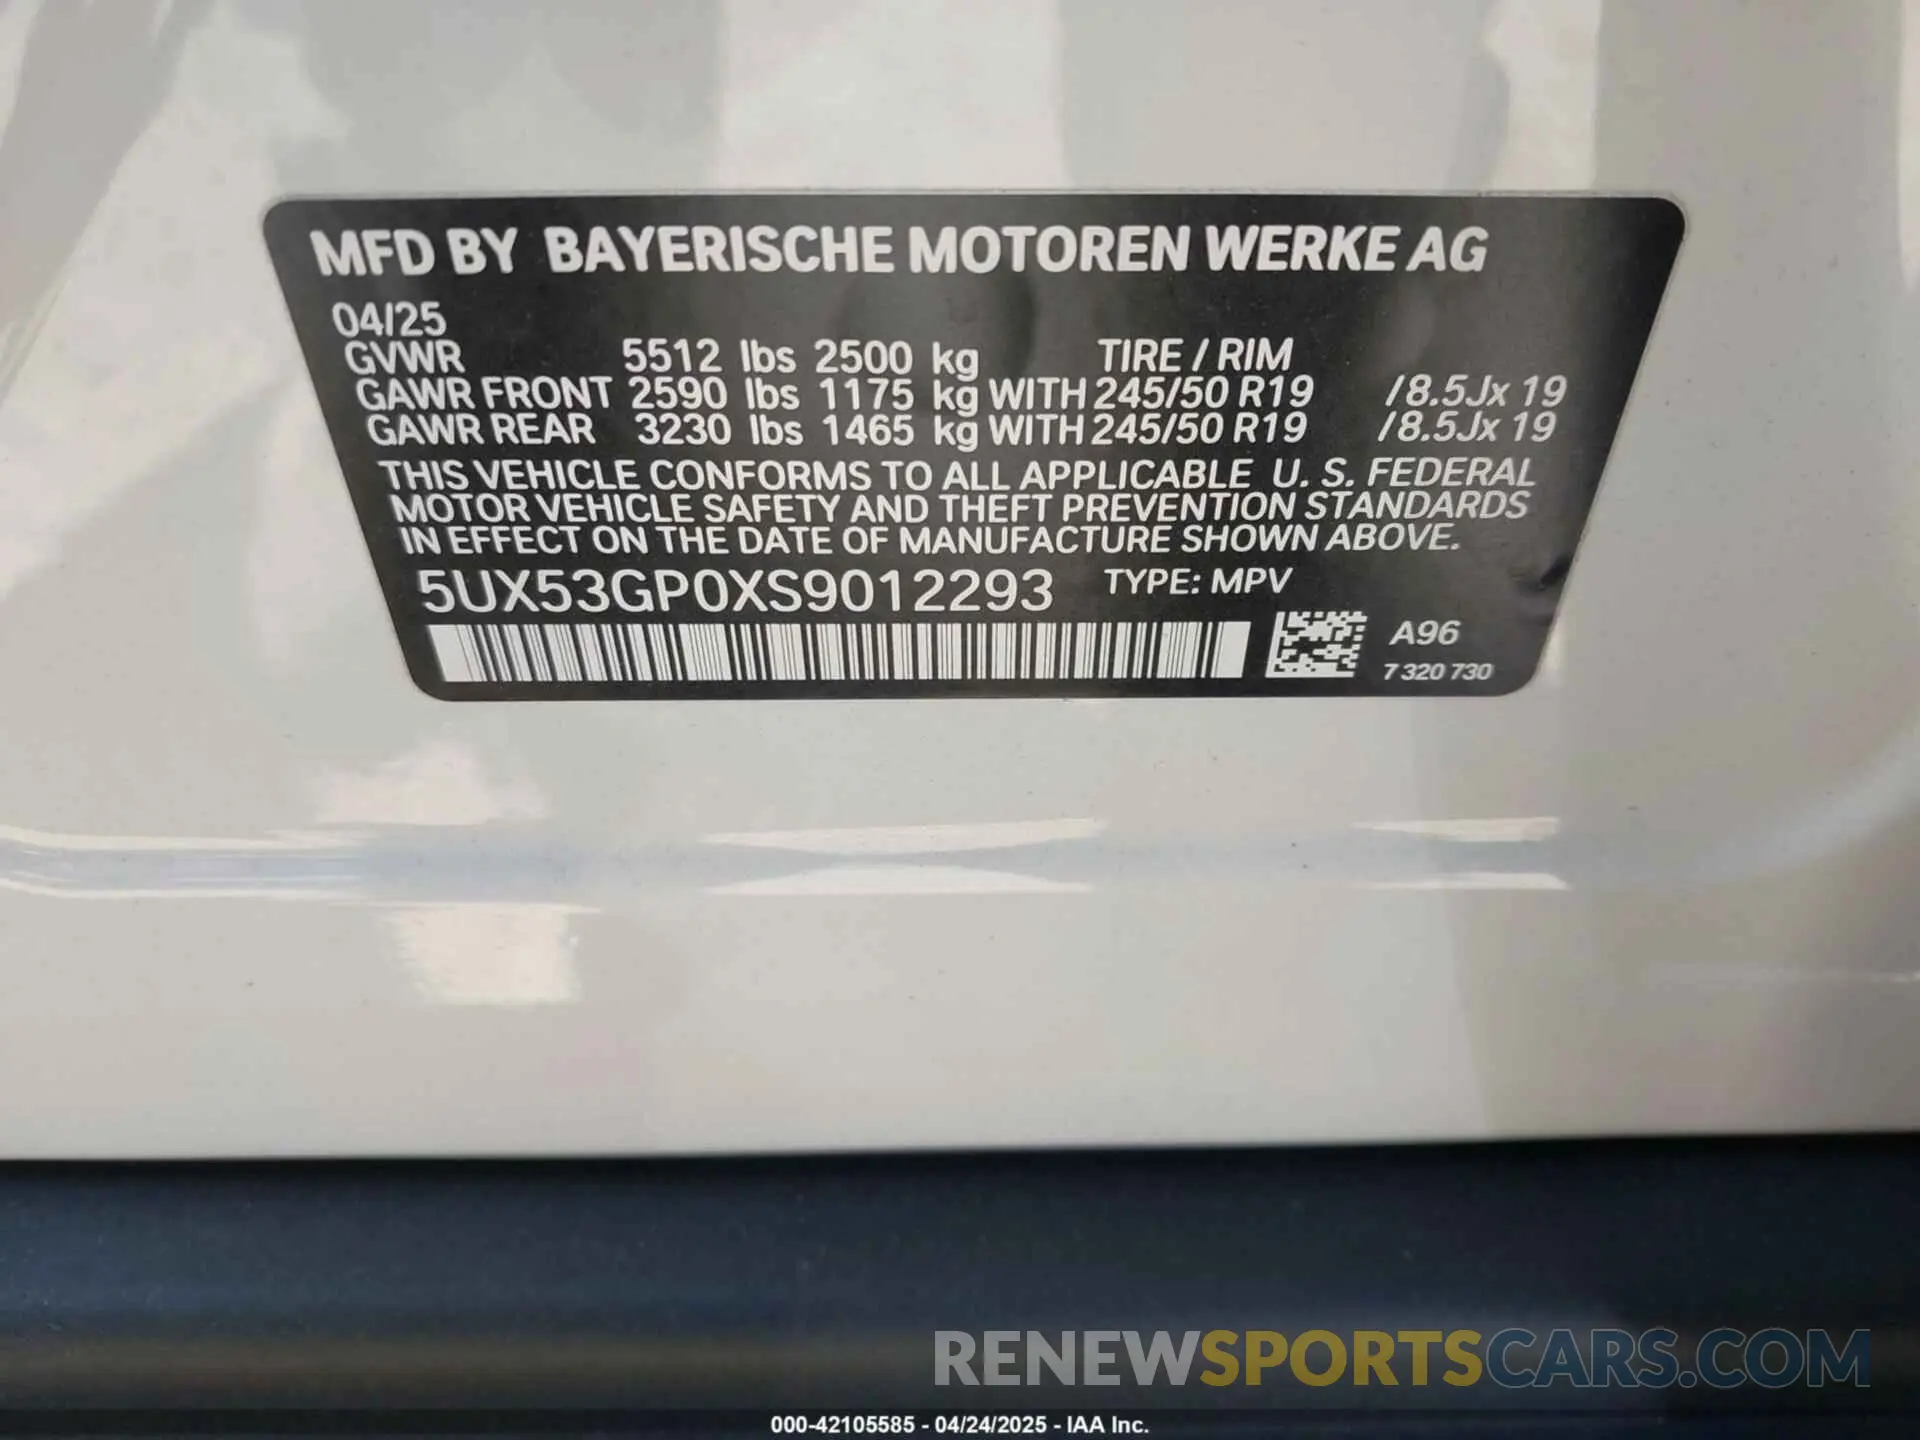 MFD BY BAYERISCHE MOTOREN WERKE AG
04/25
GVWR 5512 lbs 2500 kg TIRE / RIM
GAWR FRONT 2590 lbs 1175 kg WITH 245/50 R19 /8.5Jx 19
GAWR REAR 3230 lbs 1465 kg WITH 245/50 R19 /8.5Jx 19
THIS VEHICLE CONFORMS TO ALL APPLICABLE U. S. FEDERAL
MOTOR VEHICLE SAFETY AND THEFT PREVENTION STANDARDS
IN EFFECT ON THE DATE OF MANUFACTURE SHOWN ABOVE.
5UX53GP0XS9012293 TYPE: MPV
A96
7 320 730
RENEWSPORTSCARS.COM
000-42105585 - 04/24/2025 - IAA Inc.